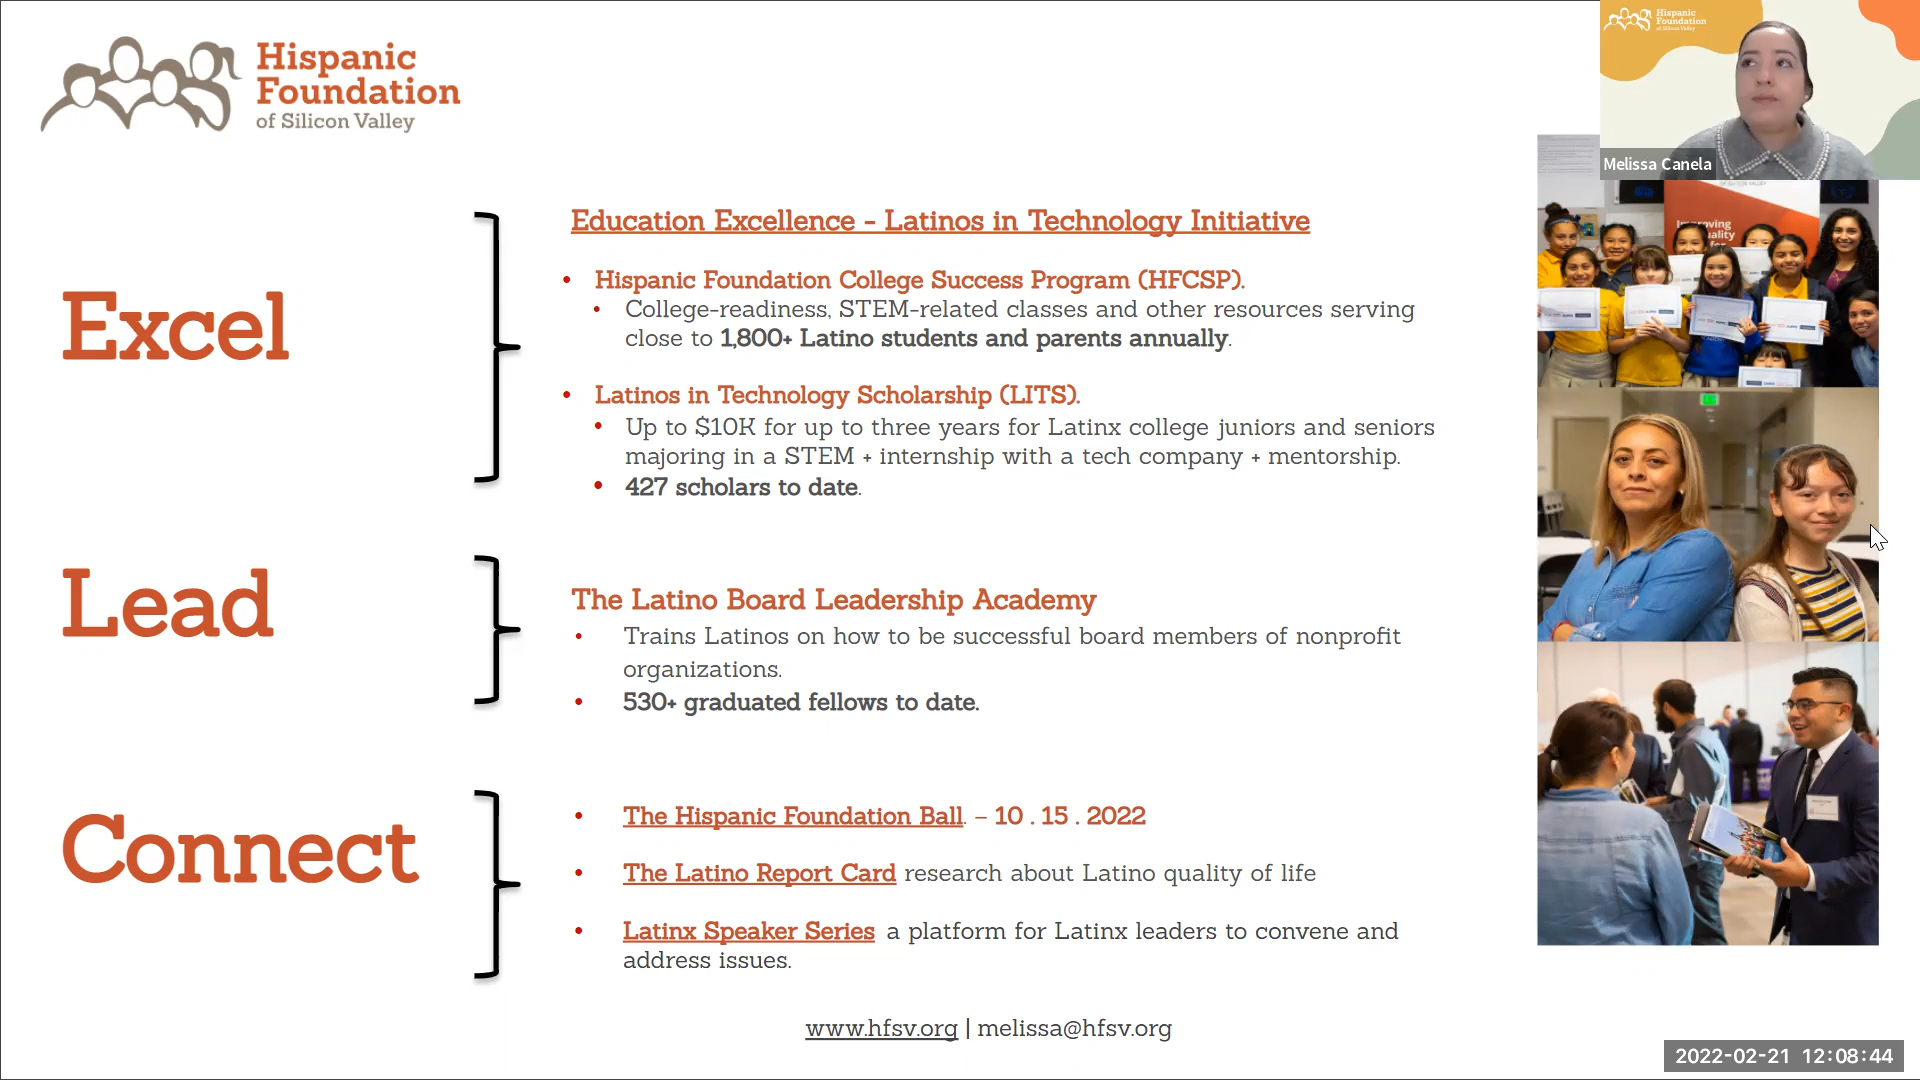 Hispanic
Foundation
of Silicon Valley
Hispanic
Foundation
of Silicon Valley
Melissa Canela
Excel
Education Excellence - Latinos in Technology Initiative
• Hispanic Foundation College Success Program (HFCSP).
• College-readiness, STEM-related classes and other resources serving
close to 1,800+ Latino students and parents annually.
• Latinos in Technology Scholarship (LITS).
• Up to $10K for up to three years for Latinx college juniors and seniors
majoring in a STEM + internship with a tech company + mentorship.
• 427 scholars to date.
Lead
The Latino Board Leadership Academy
• Trains Latinos on how to be successful board members of nonprofit
organizations.
• 530+ graduated fellows to date.
Connect
• The Hispanic Foundation Ball. – 10 . 15 . 2022
• The Latino Report Card research about Latino quality of life
• Latinx Speaker Series a platform for Latinx leaders to convene and
address issues.
www.hfsv.org | melissa@hfsv.org
2022-02-21 12:08:44